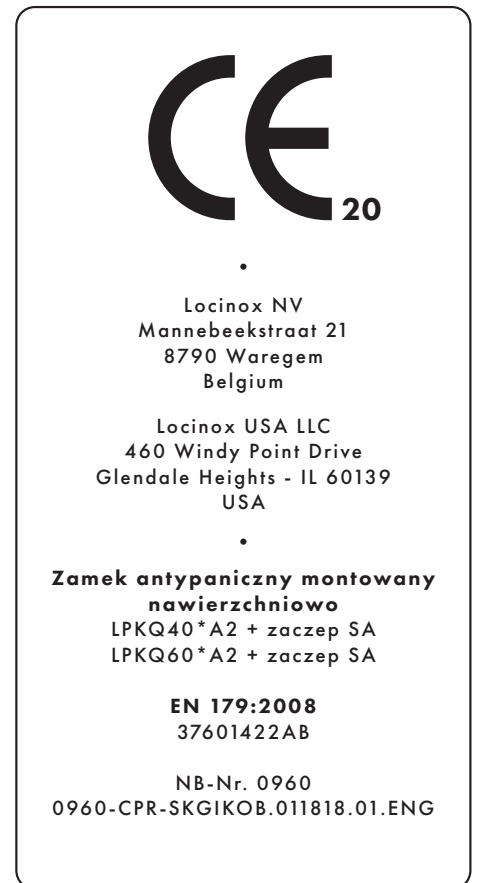 CE 20
•
Locinox NV
Mannebeekstraat 21
8790 Waregem
Belgium
Locinox USA LLC
460 Windy Point Drive
Glendale Heights - IL 60139
USA
•
Zamek antypaniczny montowany
nawierzchniowo
LPKQ40*A2 + zaczep SA
LPKQ60*A2 + zaczep SA
EN 179:2008
37601422AB
NB-Nr. 0960
0960-CPR-SKGIKOB.011818.01.ENG